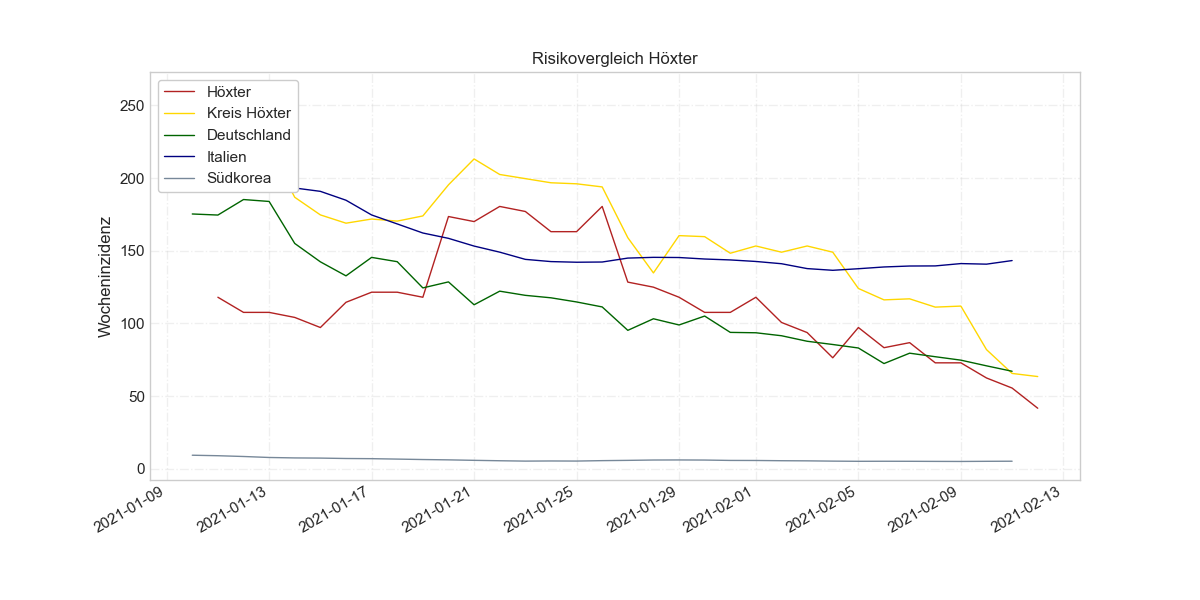 Risikovergleich Höxter
Höxter
Kreis Höxter
Deutschland
Italien
Südkorea
Wocheninzidenz
250
200
150
100
50
0
2021-01-09
2021-01-13
2021-01-17
2021-01-21
2021-01-25
2021-01-29
2021-02-01
2021-02-05
2021-02-09
2021-02-13